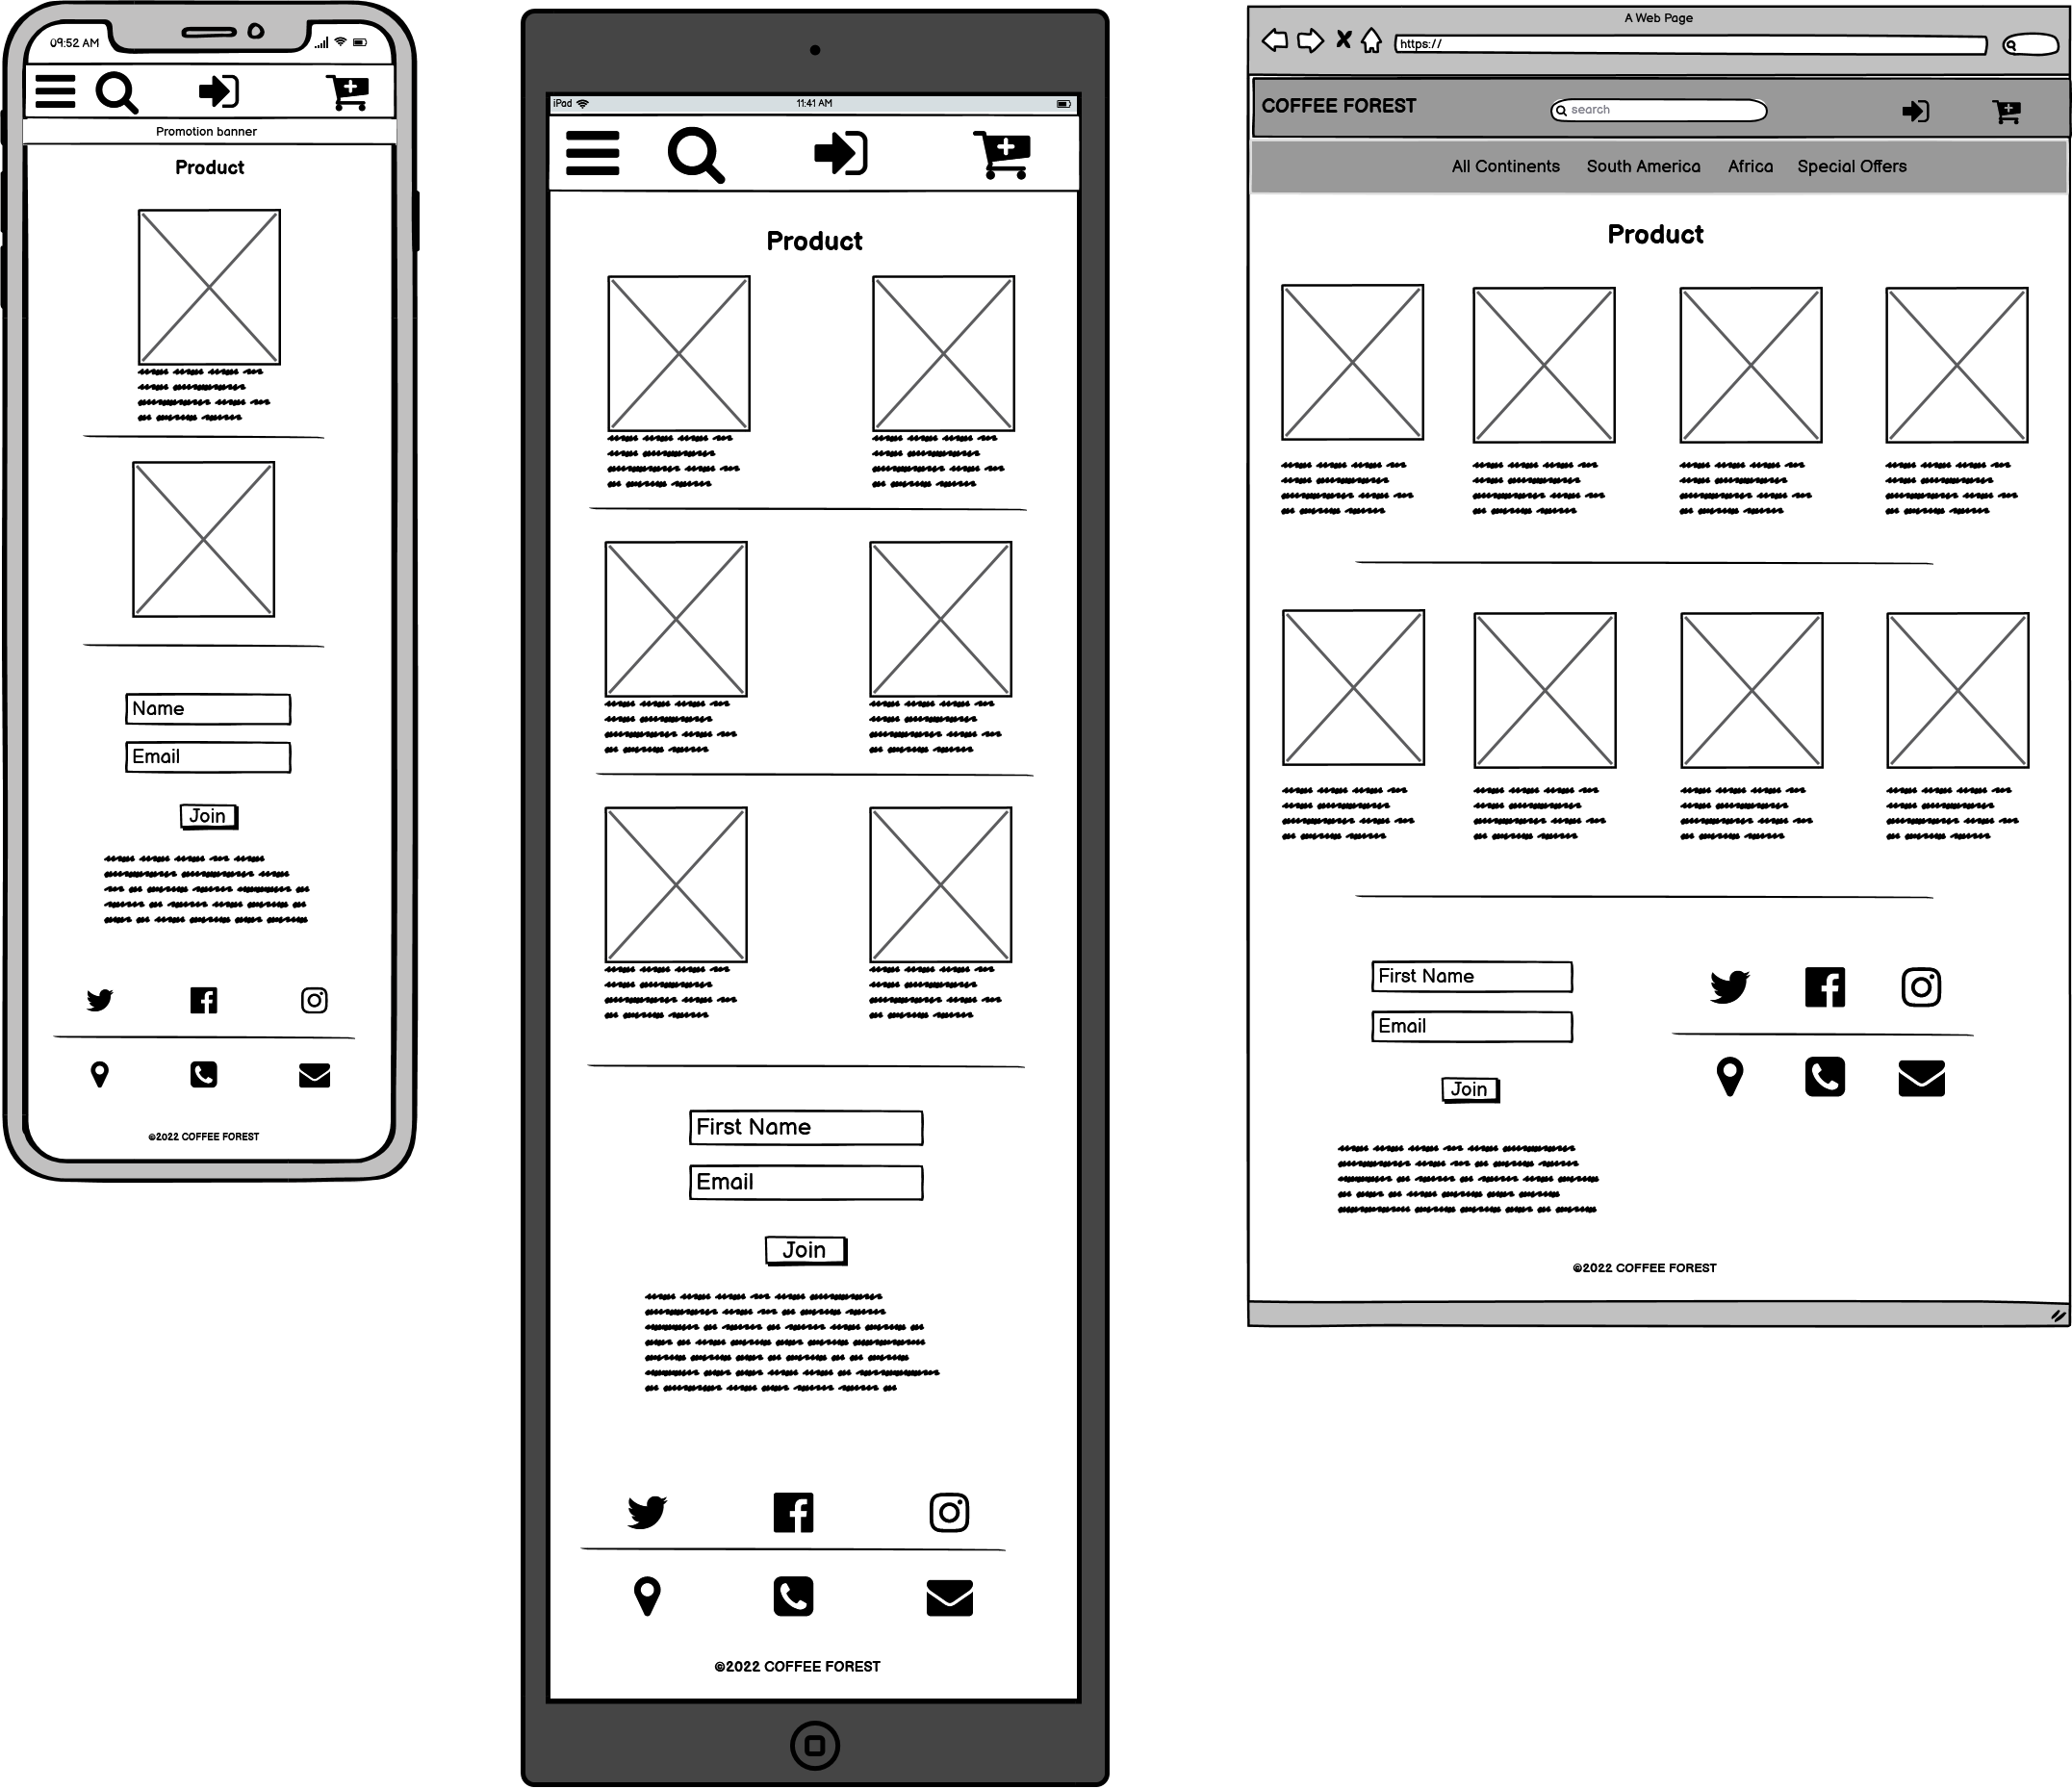 09:52 AM
Promotion banner
Product
Name
Email
Join
©2022 COFFEE FOREST
iPad
11:41 AM
Product
First Name
Email
Join
©2022 COFFEE FOREST
A Web Page
https://
COFFEE FOREST
search
All Continents South America Africa Special Offers
Product
First Name
Email
Join
©2022 COFFEE FOREST